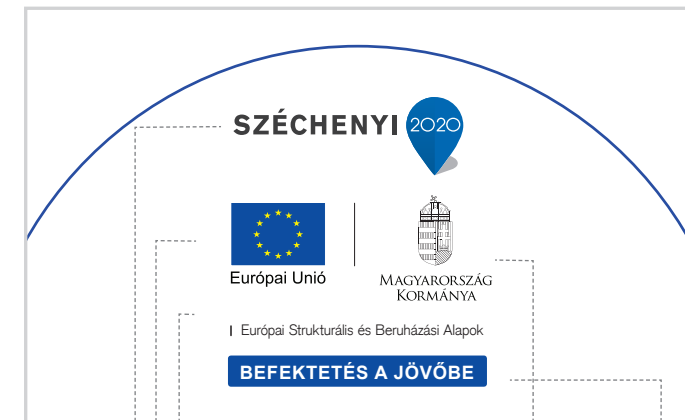 SZÉCHENYI 2020
Európai Unió
MAGYARORSZÁG
KORMÁNYA
Európai Strukturális és Beruházási Alapok
BEFEKTETÉS A JÖVŐBE